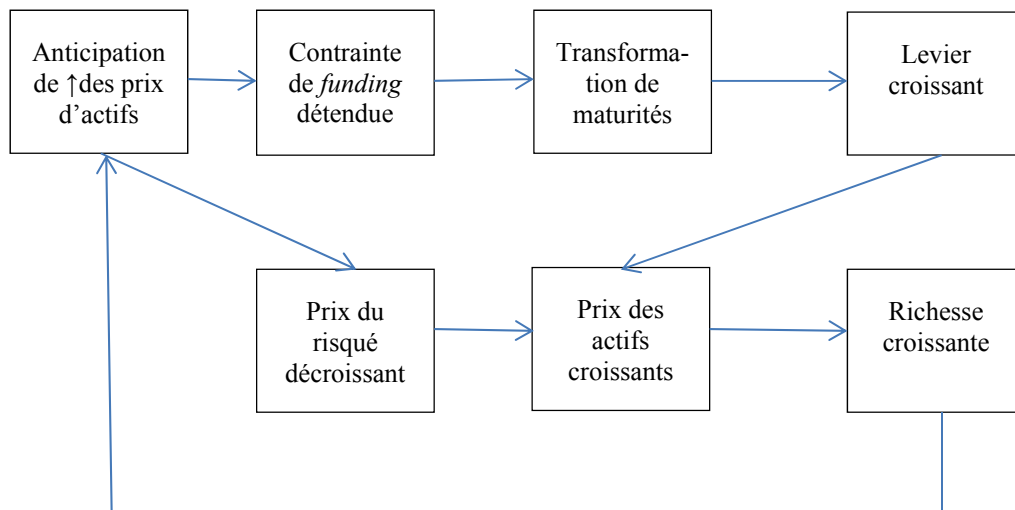 Anticipation
de ↑des prix
d'actifs
Contrainte
de funding
détendue
Transforma-
tion de
maturités
Levier
croissant
Prix du
risqué
décroissant
Prix des
actifs
croissants
Richesse
croissante